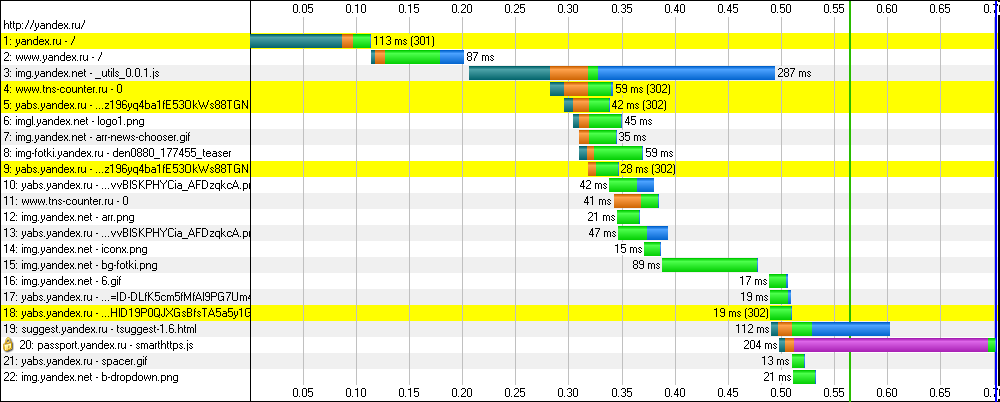 0.05 0.10 0.15 0.20 0.25 0.30 0.35 0.40 0.45 0.50 0.55 0.60 0.65
http://yandex.ru/
1: yandex.ru - / 113 ms (301)
2: www.yandex.ru - / 87 ms
3: img.yandex.net - _utils_0.0.1.js 287 ms
4: www.tns-counter.ru - 0 59 ms (302)
5: yabs.yandex.ru - ...z196yq4ba1fE53OkWs88TGN 42 ms (302)
6: imgl.yandex.net - logo1.png 45 ms
7: img.yandex.net - arr-news-chooser.gif 35 ms
8: img-fotki.yandex.ru - den0880_177455_teaser 59 ms
9: yabs.yandex.ru - ...z196yq4ba1fE53OkWs88TGN 28 ms (302)
10: yabs.yandex.ru - ...vvBISKPHYCia_AFDzqkcA.pn 42 ms
11: www.tns-counter.ru - 0 41 ms
12: img.yandex.net - arr.png 21 ms
13: yabs.yandex.ru - ...vvBISKPHYCia_AFDzqkcA.pn 47 ms
14: img.yandex.net - iconx.png 15 ms
15: img.yandex.net - bg-fotki.png 89 ms
16: img.yandex.net - 6.gif 17 ms
17: yabs.yandex.ru - ...=ID-DLfK5cm5fMfAl9PG7Um4 19 ms
18: yabs.yandex.ru - ...HID19P0QJXGsBfsTA5a5y1G 19 ms (302)
19: suggest.yandex.ru - tsuggest-1.6.html 112 ms
20: passport.yandex.ru - smarthttps.js 204 ms
21: yabs.yandex.ru - spacer.gif 13 ms
22: img.yandex.net - b-dropdown.png 21 ms
0.05 0.10 0.15 0.20 0.25 0.30 0.35 0.40 0.45 0.50 0.55 0.60 0.65